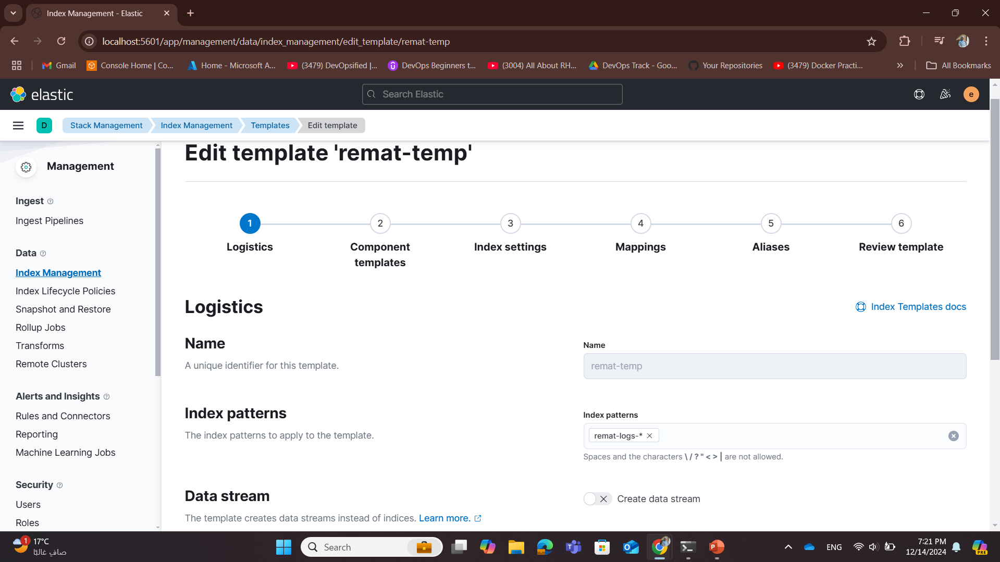 Index Management - Elastic
localhost:5601/app/management/data/index_management/edit_template/remat-temp
Gmail
Console Home | Co...
Home - Microsoft A...
(3479) DevOpsified |...
DevOps Beginners t...
(3004) All About RH...
DevOps Track - Goo...
Your Repositories
(3479) Docker Practi...
All Bookmarks
elastic
Search Elastic
e
D
Stack Management
Index Management
Templates
Edit template
Management
Ingest
Ingest Pipelines
Data
Index Management
Index Lifecycle Policies
Snapshot and Restore
Rollup Jobs
Transforms
Remote Clusters
Alerts and Insights
Rules and Connectors
Reporting
Machine Learning Jobs
Security
Users
Roles
Edit template 'remat-temp'
1
Logistics
2
Component
templates
3
Index settings
4
Mappings
5
Aliases
6
Review template
Logistics
Index Templates docs
Name
A unique identifier for this template.
Name
remat-temp
Index patterns
The index patterns to apply to the template.
Index patterns
remat-logs-*
Spaces and the characters \ / ? " < > | are not allowed.
Data stream
The template creates data streams instead of indices. Learn more.
Create data stream
1
17°C
صافٍ غالبًا
Search
ENG
7:21 PM
12/14/2024
PRE